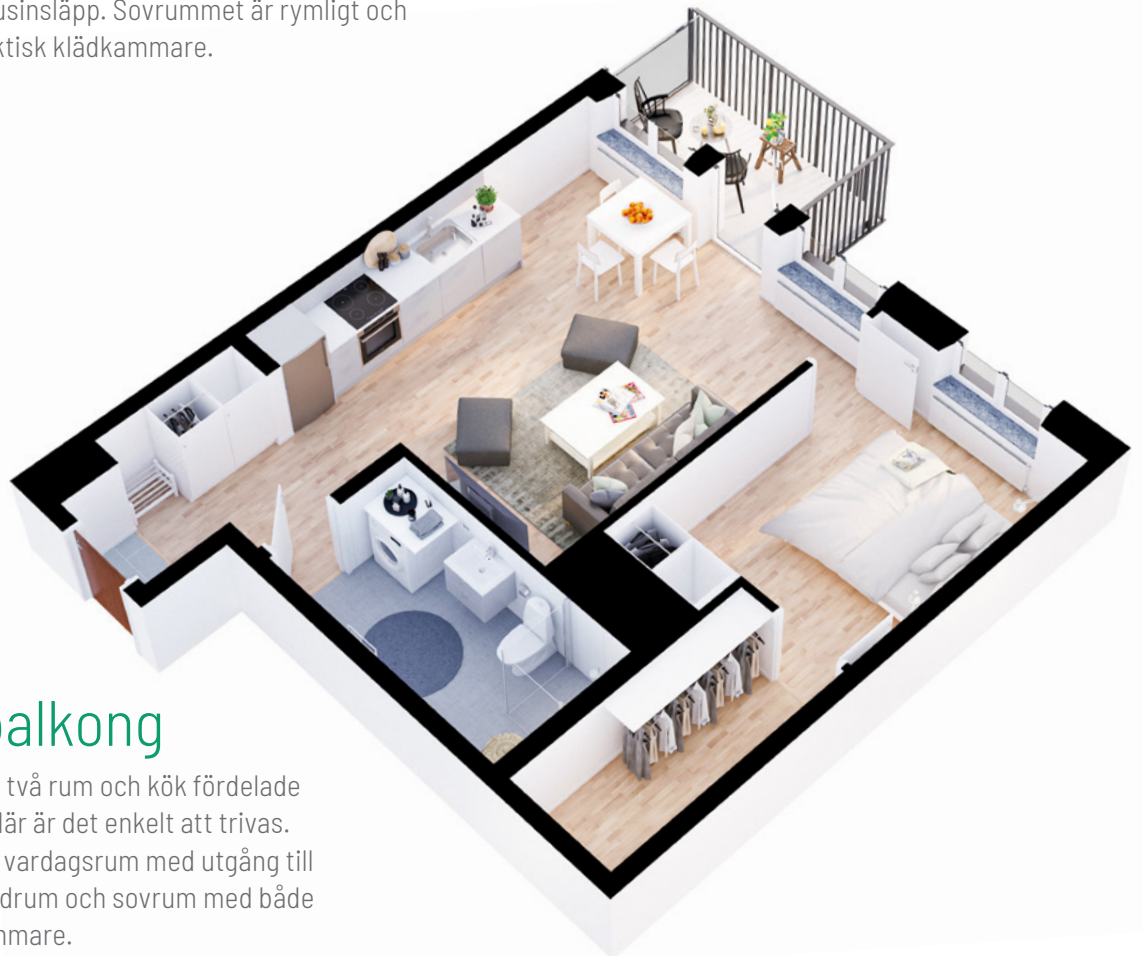 usinsläpp. Sovrummet är rymligt och
ktisk klädkammare.
balkong
två rum och kök fördelade
där är det enkelt att trivas.
vardagsrum med utgång till
drum och sovrum med både
mmare.